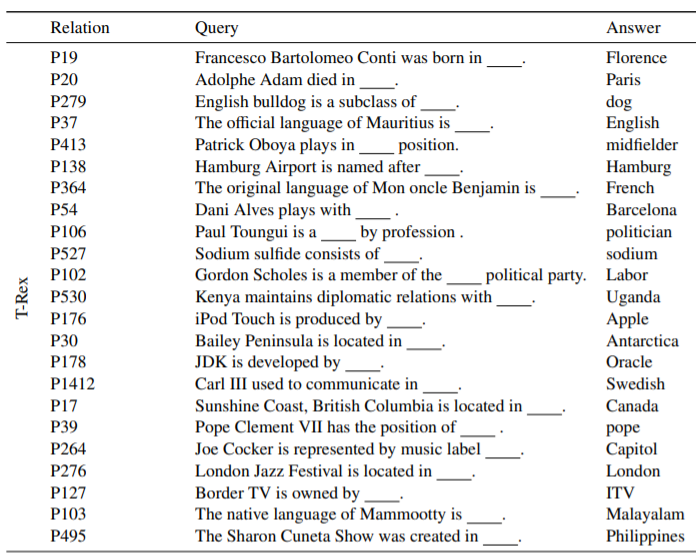 Relation Query Answer
P19 Francesco Bartolomeo Conti was born in ____. Florence
P20 Adolphe Adam died in ____. Paris
P279 English bulldog is a subclass of ____. dog
P37 The official language of Mauritius is ____. English
P413 Patrick Oboya plays in ____ position. midfielder
P138 Hamburg Airport is named after ____. Hamburg
P364 The original language of Mon oncle Benjamin is ____. French
P54 Dani Alves plays with ____ . Barcelona
P106 Paul Toungui is a ____ by profession . politician
P527 Sodium sulfide consists of ____. sodium
P102 Gordon Scholes is a member of the ____ political party. Labor
P530 Kenya maintains diplomatic relations with ____. Uganda
P176 iPod Touch is produced by ____. Apple
P30 Bailey Peninsula is located in ____. Antarctica
P178 JDK is developed by ____. Oracle
P1412 Carl III used to communicate in ____. Swedish
P17 Sunshine Coast, British Columbia is located in ____. Canada
P39 Pope Clement VII has the position of ____ . pope
P264 Joe Cocker is represented by music label ____. Capitol
P276 London Jazz Festival is located in ____. London
P127 Border TV is owned by ____. ITV
P103 The native language of Mammootty is ____. Malayalam
P495 The Sharon Cuneta Show was created in ____. Philippines
T-Rex